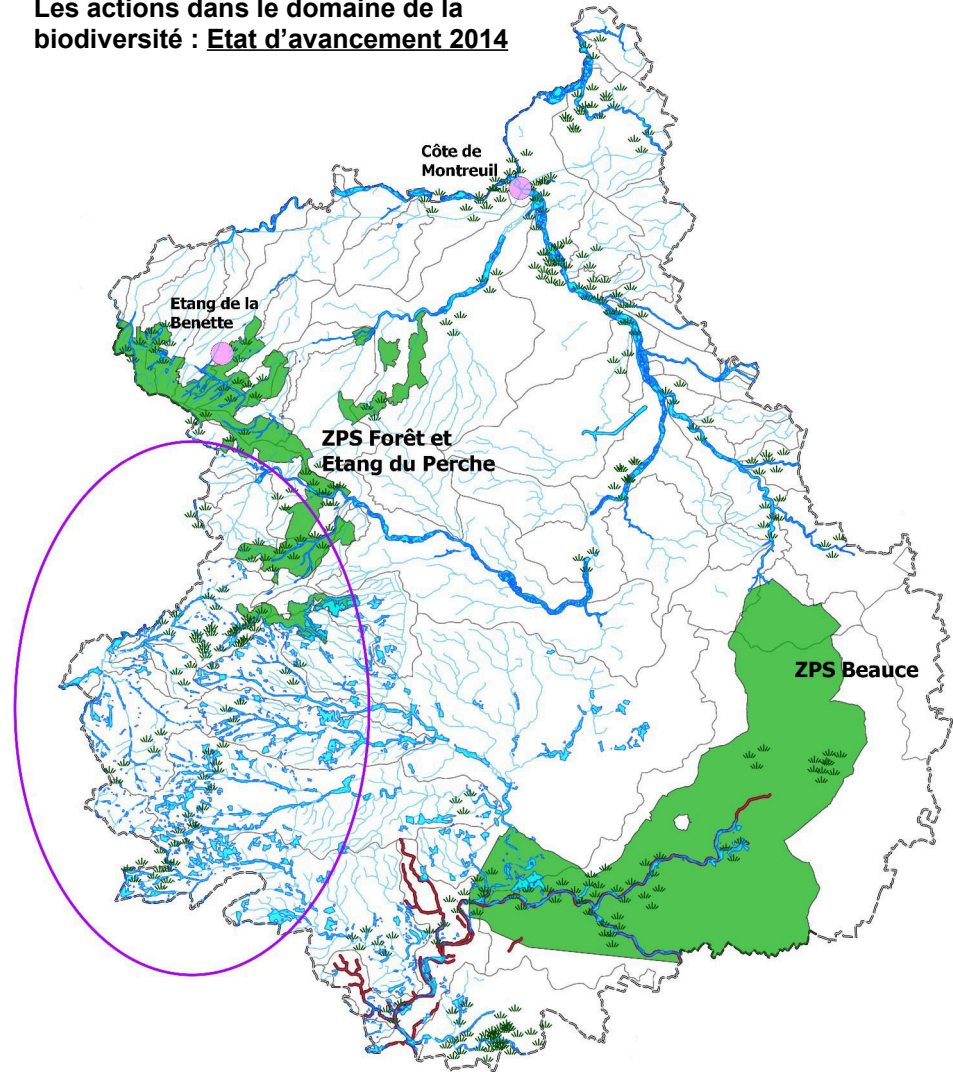 Les actions dans le domaine de la
biodiversité : Etat d’avancement 2014
Côte de
Montreuil
Etang de la
Benette
ZPS Forêt et
Etang du Perche
ZPS Beauce